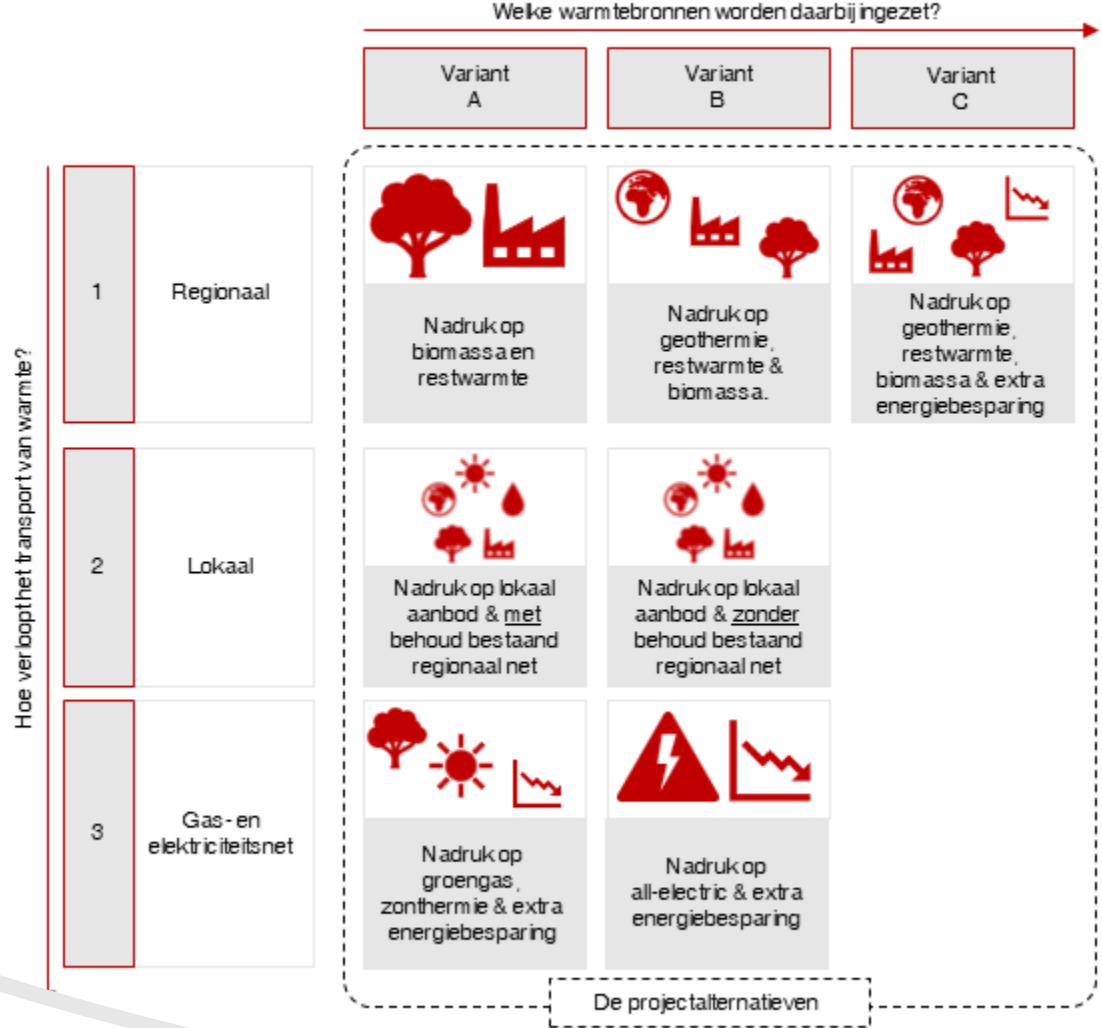 Welke warmtebronnen worden daarbij ingezet?
Variant
A
Variant
B
Variant
C
Hoe verloopt het transport van warmte?
1
Regionaal
Nadruk op
biomassa en
restwarmte
Nadruk op
geothermie,
restwarmte &
biomassa.
Nadruk op
geothermie,
restwarmte,
biomassa & extra
energiebesparing
2
Lokaal
Nadruk op lokaal
aanbod & met
behoud bestaand
regionaal net
Nadruk op lokaal
aanbod & zonder
behoud bestaand
regionaal net
3
Gas- en
elektriciteitsnet
Nadruk op
groengas,
zonthermie & extra
energiebesparing
Nadruk op
all-electric & extra
energiebesparing
De projectalternatieven